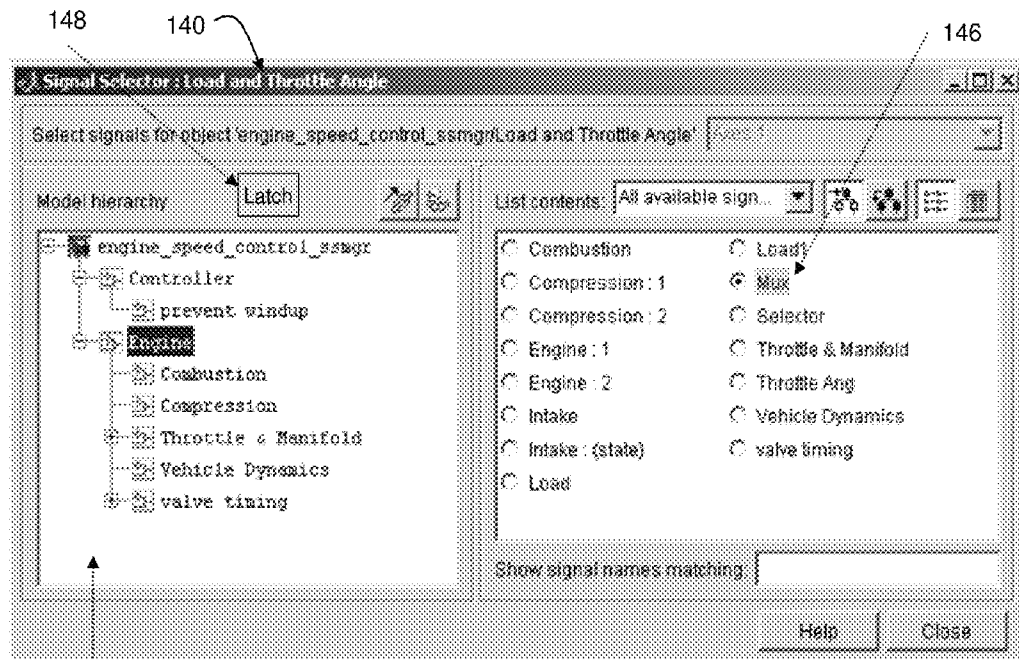 148
140
146
Signal Selector : Load and Throttle Angle
Select signals for object 'engine_speed_control_ssmgr/Load and Throttle Angle' Axes 1
Model hierarchy
Latch
List contents: All available sign...
engine_speed_control_ssmgr
Controller
prevent windup
Engine
Combustion
Compression
Throttle & Manifold
Vehicle Dynamics
valve timing
Combustion
Compression : 1
Compression : 2
Engine : 1
Engine : 2
Intake
Intake : (state)
Load
Load1
Mux
Selector
Throttle & Manifold
Throttle Ang
Vehicle Dynamics
valve timing
Show signal names matching:
Help
Close